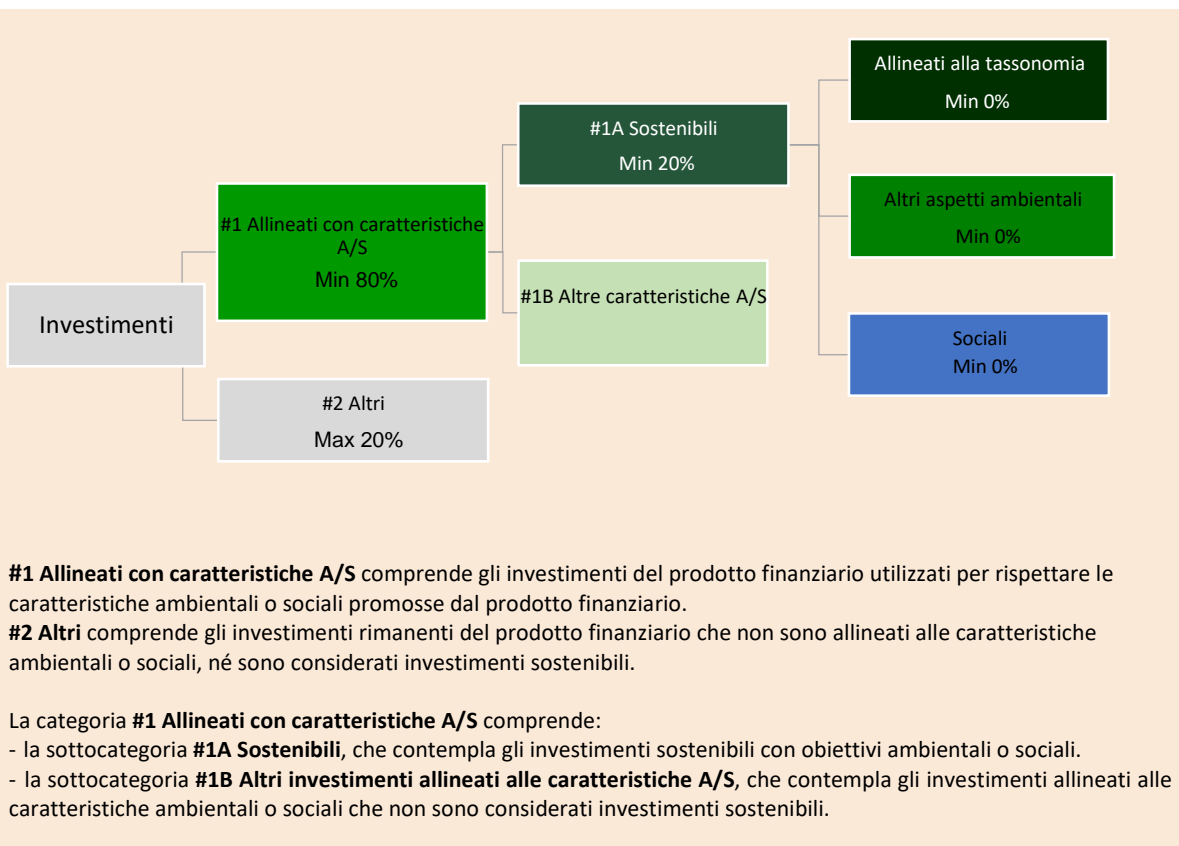 Allineati alla tassonomia
Min 0%
#1A Sostenibili
Min 20%
Altri aspetti ambientali
Min 0%
#1 Allineati con caratteristiche
A/S
Min 80%
#1B Altre caratteristiche A/S
Investimenti
Sociali
Min 0%
#2 Altri
Max 20%
#1 Allineati con caratteristiche A/S comprende gli investimenti del prodotto finanziario utilizzati per rispettare le
caratteristiche ambientali o sociali promosse dal prodotto finanziario.
#2 Altri comprende gli investimenti rimanenti del prodotto finanziario che non sono allineati alle caratteristiche
ambientali o sociali, né sono considerati investimenti sostenibili.
La categoria #1 Allineati con caratteristiche A/S comprende:
- la sottocategoria #1A Sostenibili, che contempla gli investimenti sostenibili con obiettivi ambientali o sociali.
- la sottocategoria #1B Altri investimenti allineati alle caratteristiche A/S, che contempla gli investimenti allineati alle
caratteristiche ambientali o sociali che non sono considerati investimenti sostenibili.